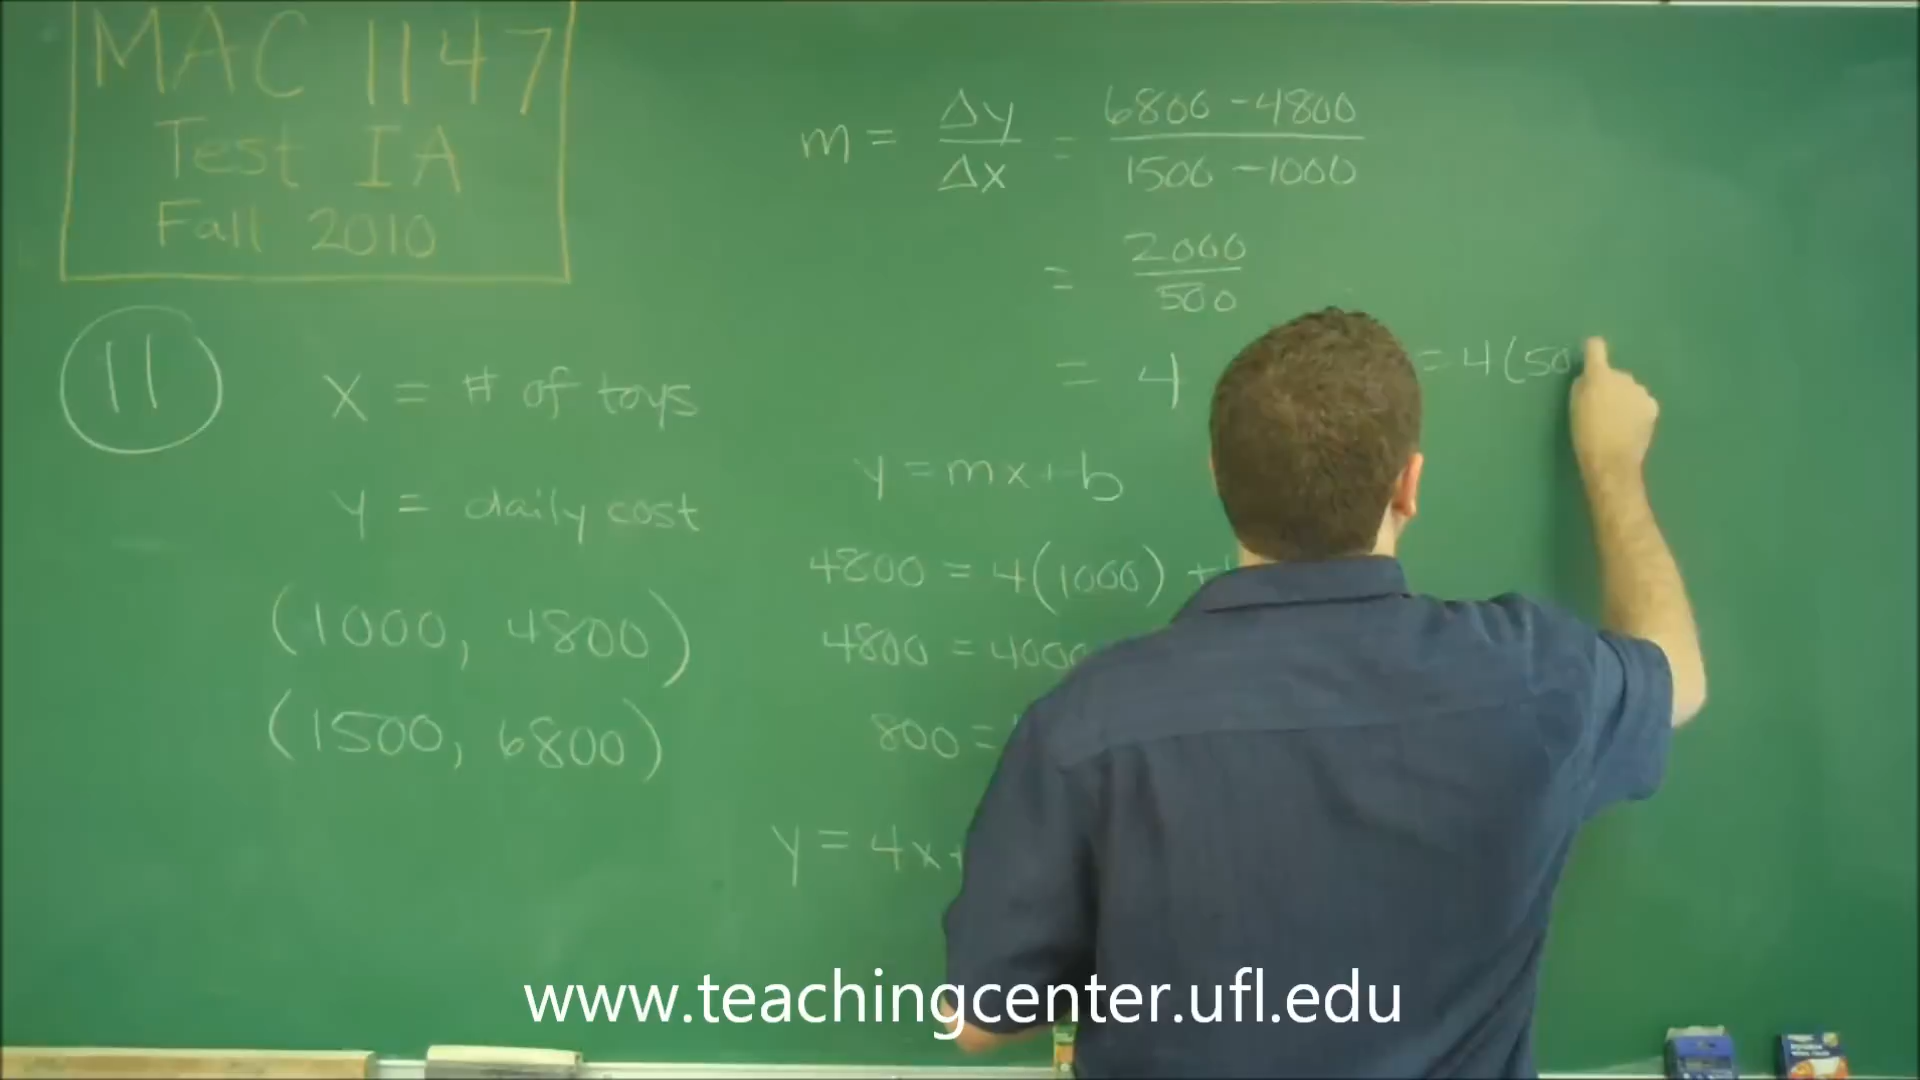 MAC 1147
Test IA
Fall 2010
11
x = # of toys
y = daily cost
(1000, 4800)
(1500, 6800)
m = Δy/Δx = 6800 - 4800 / 1500 - 1000
= 2000/500
= 4
y = mx + b
4800 = 4(1000) +
4800 = 4000
800 =
y = 4x +
= 4(50
www.teachingcenter.ufl.edu